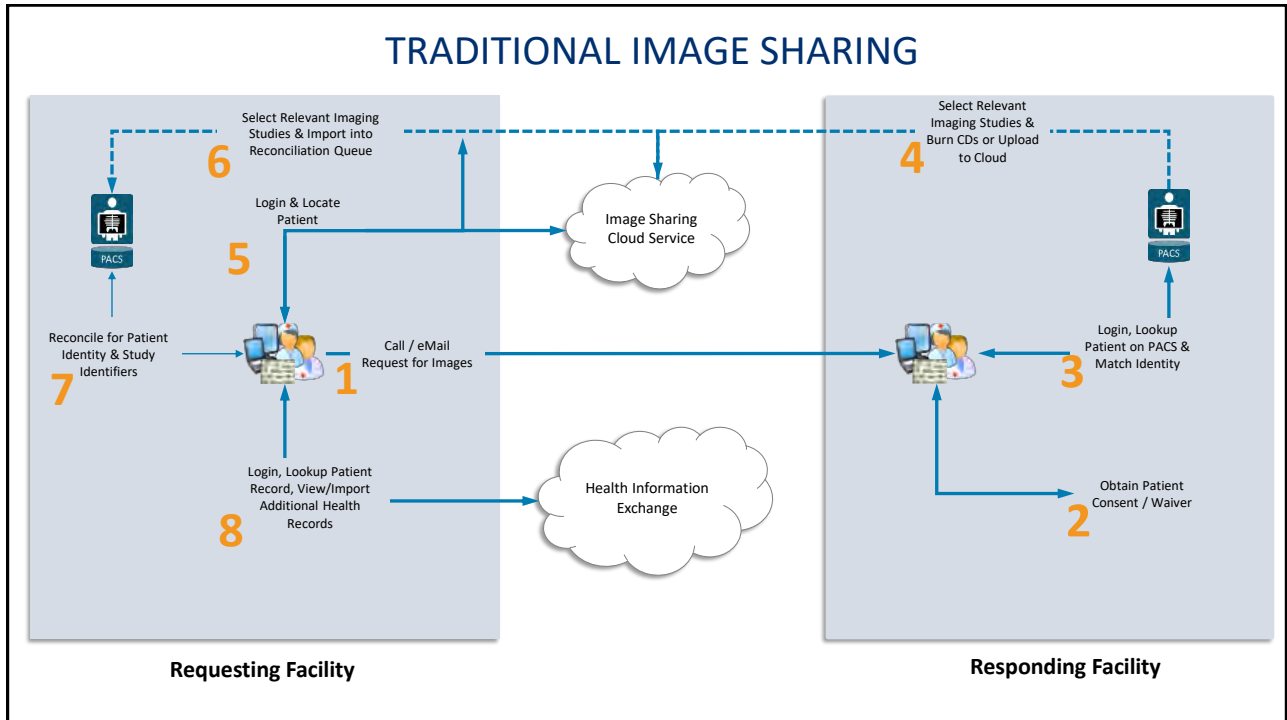 TRADITIONAL IMAGE SHARING
Select Relevant Imaging
Studies & Import into
Reconciliation Queue
6
Select Relevant
Imaging Studies &
Burn CDs or Upload
to Cloud
4
Login & Locate
Patient
5
Image Sharing
Cloud Service
PACS
PACS
Reconcile for Patient
Identity & Study
Identifiers
7
Call / eMail
Request for Images
1
Login, Lookup
Patient on PACS &
Match Identity
3
Login, Lookup Patient
Record, View/Import
Additional Health
Records
8
Health Information
Exchange
Obtain Patient
Consent / Waiver
2
Requesting Facility
Responding Facility